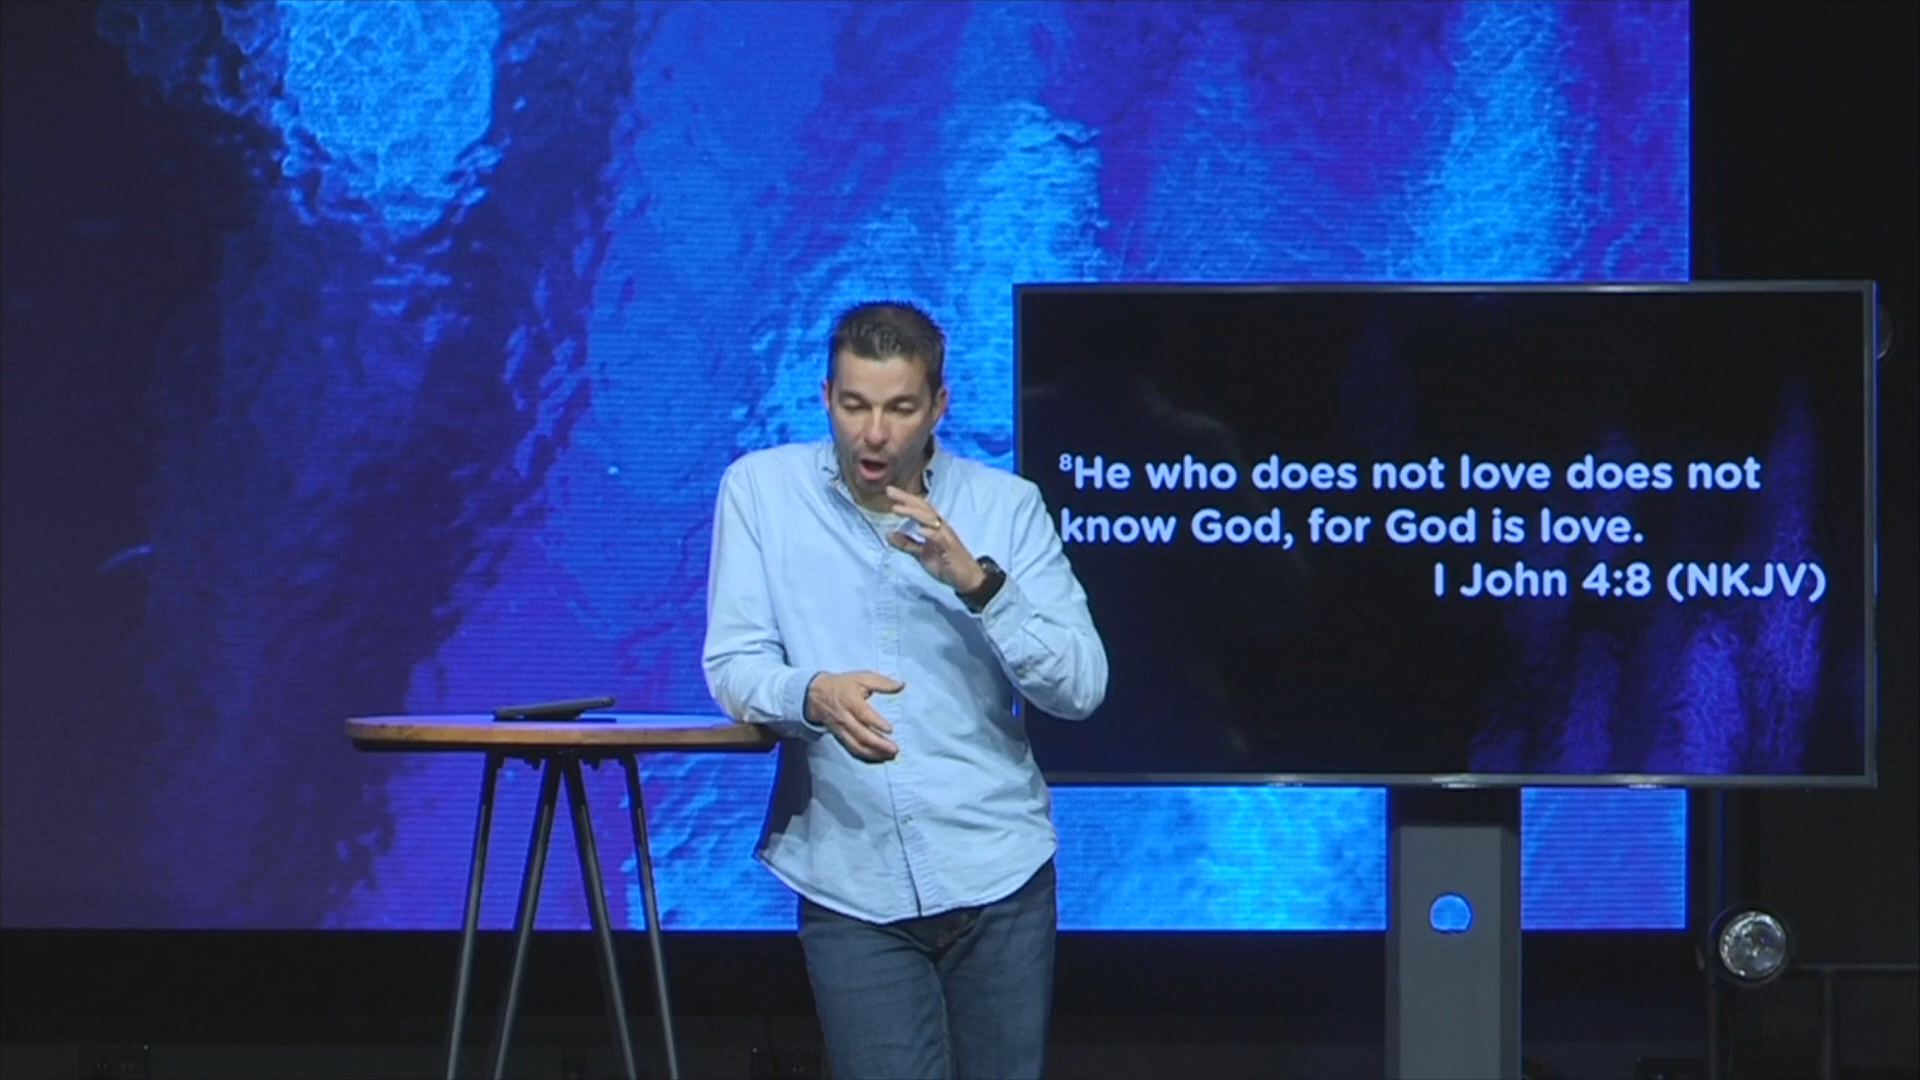 ⁸He who does not love does not
know God, for God is love.
I John 4:8 (NKJV)